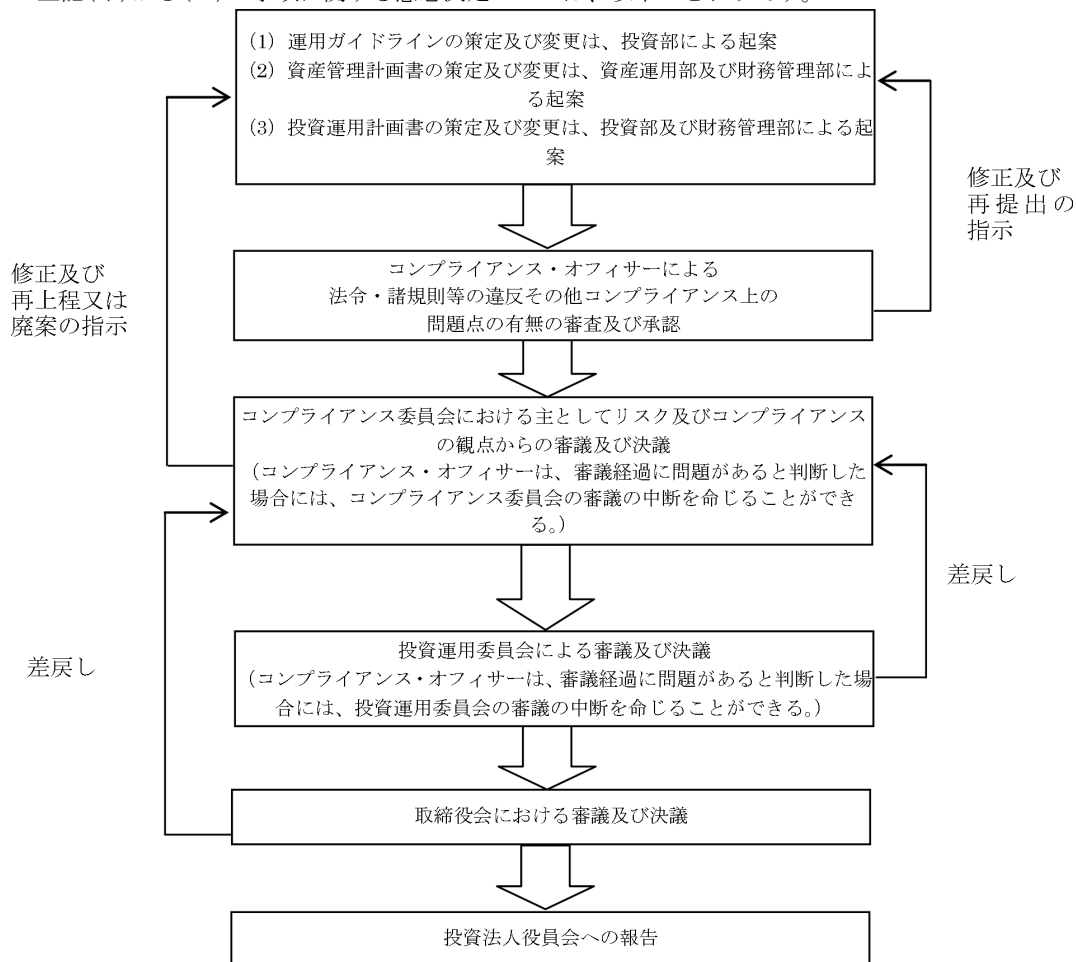 (1) 運用ガイドラインの策定及び変更は、投資部による起案
(2) 資産管理計画書の策定及び変更は、資産運用部及び財務管理部によ
る起案
(3) 投資運用計画書の策定及び変更は、投資部及び財務管理部による起
案
修正及び
再提出の
指示
コンプライアンス・オフィサーによる
法令・諸規則等の違反その他コンプライアンス上の
問題点の有無の審査及び承認
修正及び
再上程又は
廃案の指示
コンプライアンス委員会における主としてリスク及びコンプライアンス
の観点からの審議及び決議
(コンプライアンス・オフィサーは、審議経過に問題があると判断した
場合には、コンプライアンス委員会の審議の中断を命じることができ
る。)
差戻し
投資運用委員会による審議及び決議
(コンプライアンス・オフィサーは、審議経過に問題があると判断した場
合には、投資運用委員会の審議の中断を命じることができる。)
差戻し
取締役会における審議及び決議
投資法人役員会への報告